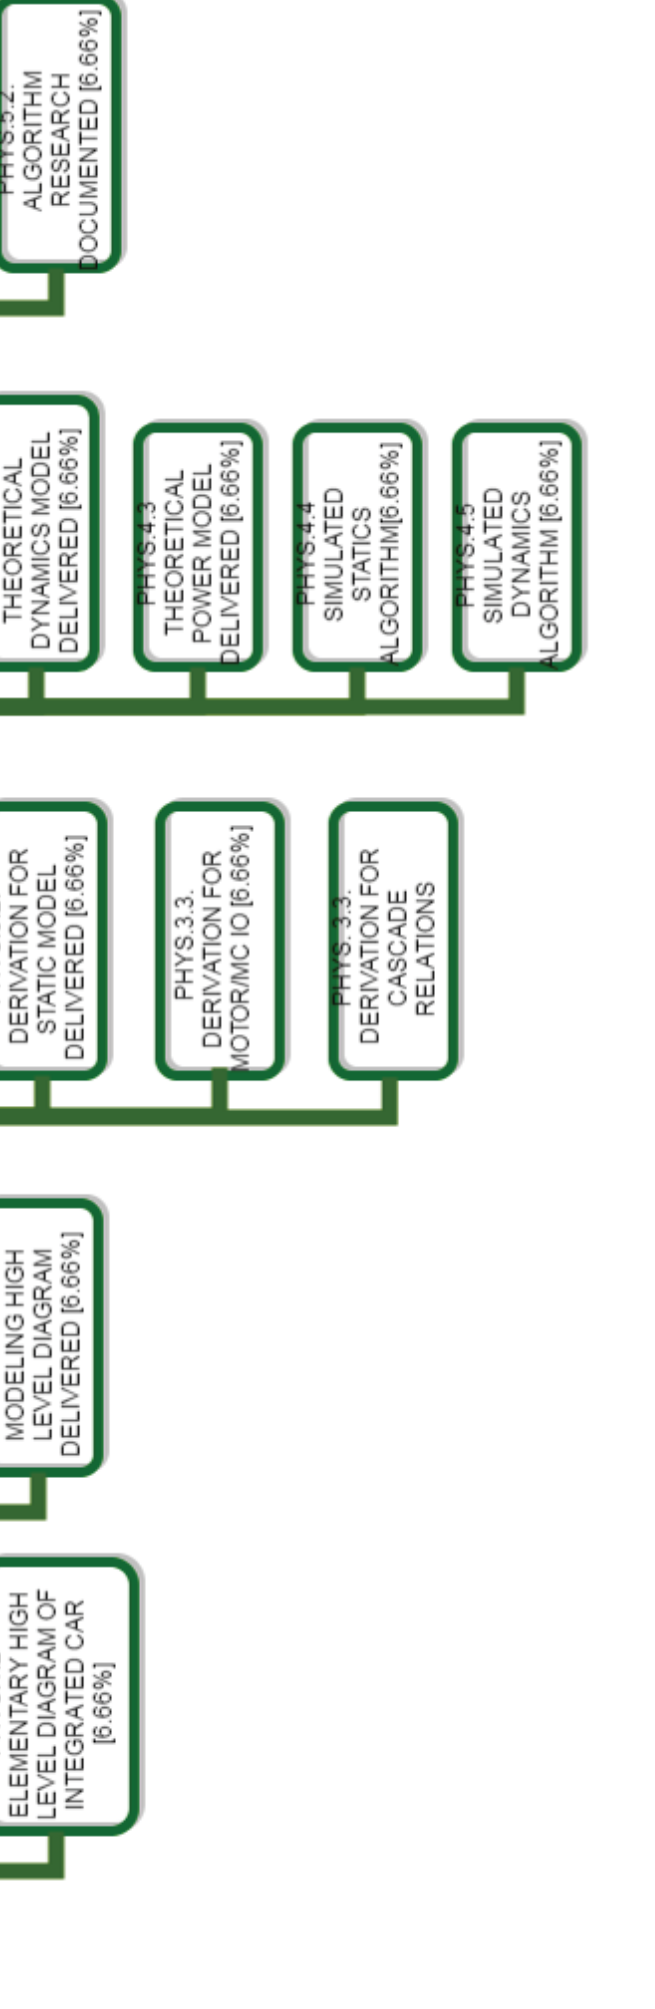 ELEMENTARY HIGH
LEVEL DIAGRAM OF
INTEGRATED CAR
[6.66%]
MODELING HIGH
LEVEL DIAGRAM
DELIVERED [6.66%]
DERIVATION FOR
STATIC MODEL
DELIVERED [6.66%]
PHYS.3.3.
DERIVATION FOR
MOTOR/MC IO [6.66%]
PHYS. 3.3.
DERIVATION FOR
CASCADE
RELATIONS
THEORETICAL
DYNAMICS MODEL
DELIVERED [6.66%]
PHYS.4.3
THEORETICAL
POWER MODEL
DELIVERED [6.66%]
PHYS.4.4
SIMULATED
STATICS
ALGORITHM[6.66%]
PHYS.4.5
SIMULATED
DYNAMICS
ALGORITHM [6.66%]
PHYS.5.2.
ALGORITHM
RESEARCH
DOCUMENTED [6.66%]